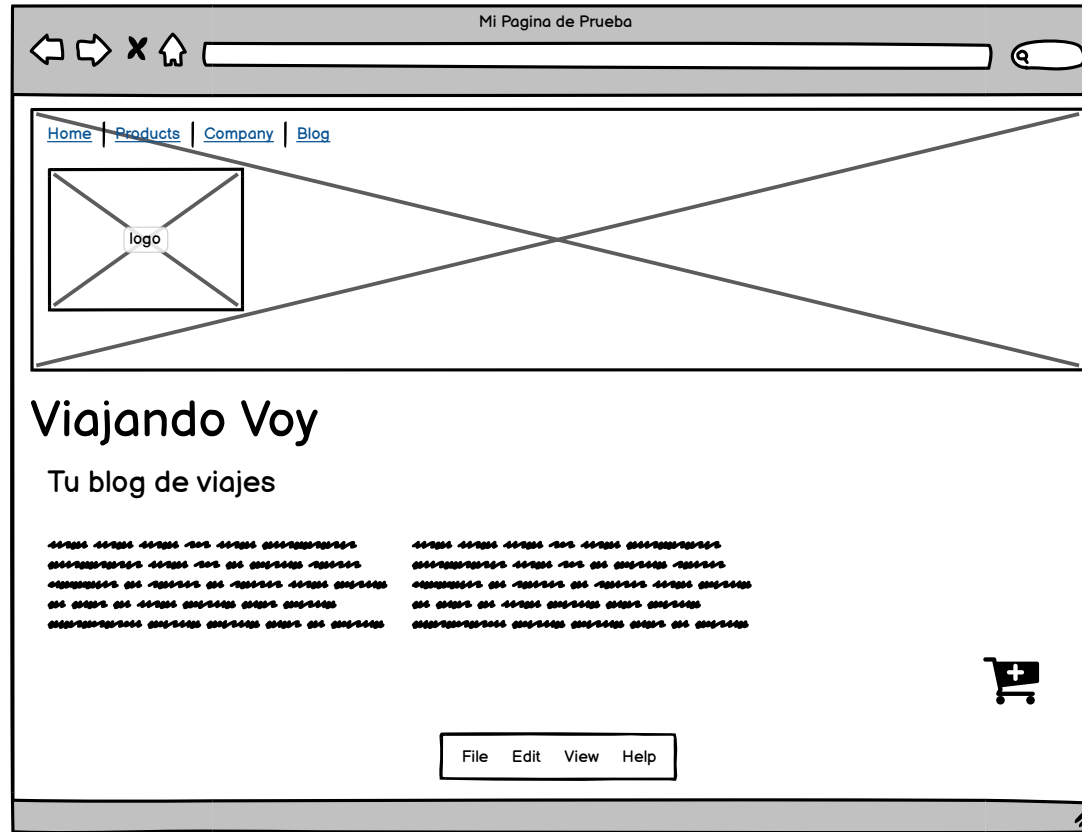 Mi Pagina de Prueba
Home Products Company Blog
logo
Viajando Voy
Tu blog de viajes
File Edit View Help